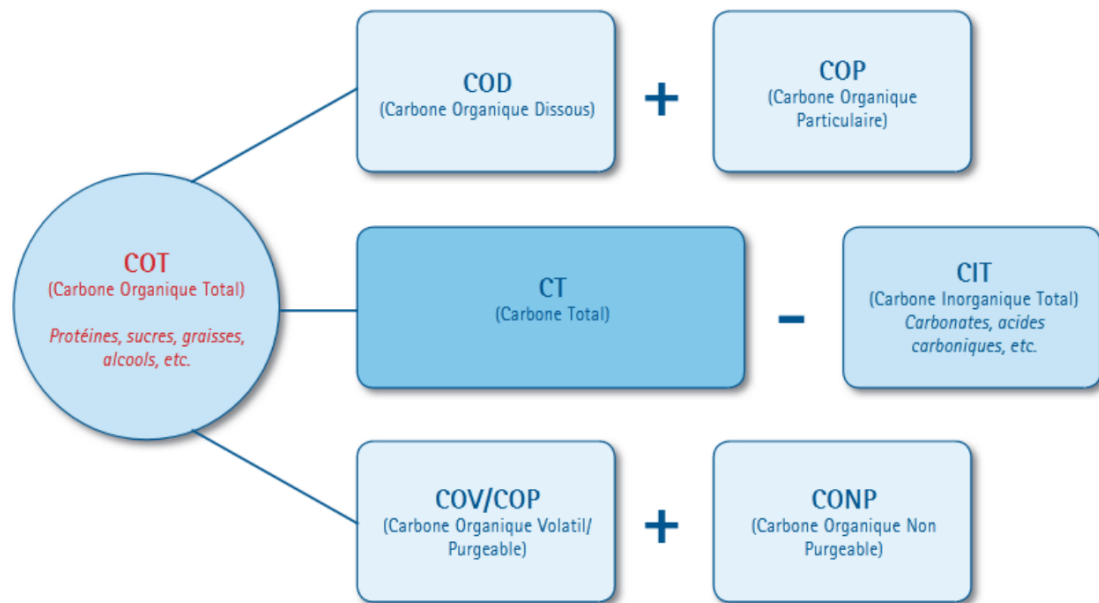 COD
(Carbone Organique Dissous)
+
COP
(Carbone Organique
Particulaire)
COT
(Carbone Organique Total)
Protéines, sucres, graisses,
alcools, etc.
CT
(Carbone Total)
-
CIT
(Carbone Inorganique Total)
Carbonates, acides
carboniques, etc.
COV/COP
(Carbone Organique Volatil/
Purgeable)
+
CONP
(Carbone Organique Non
Purgeable)